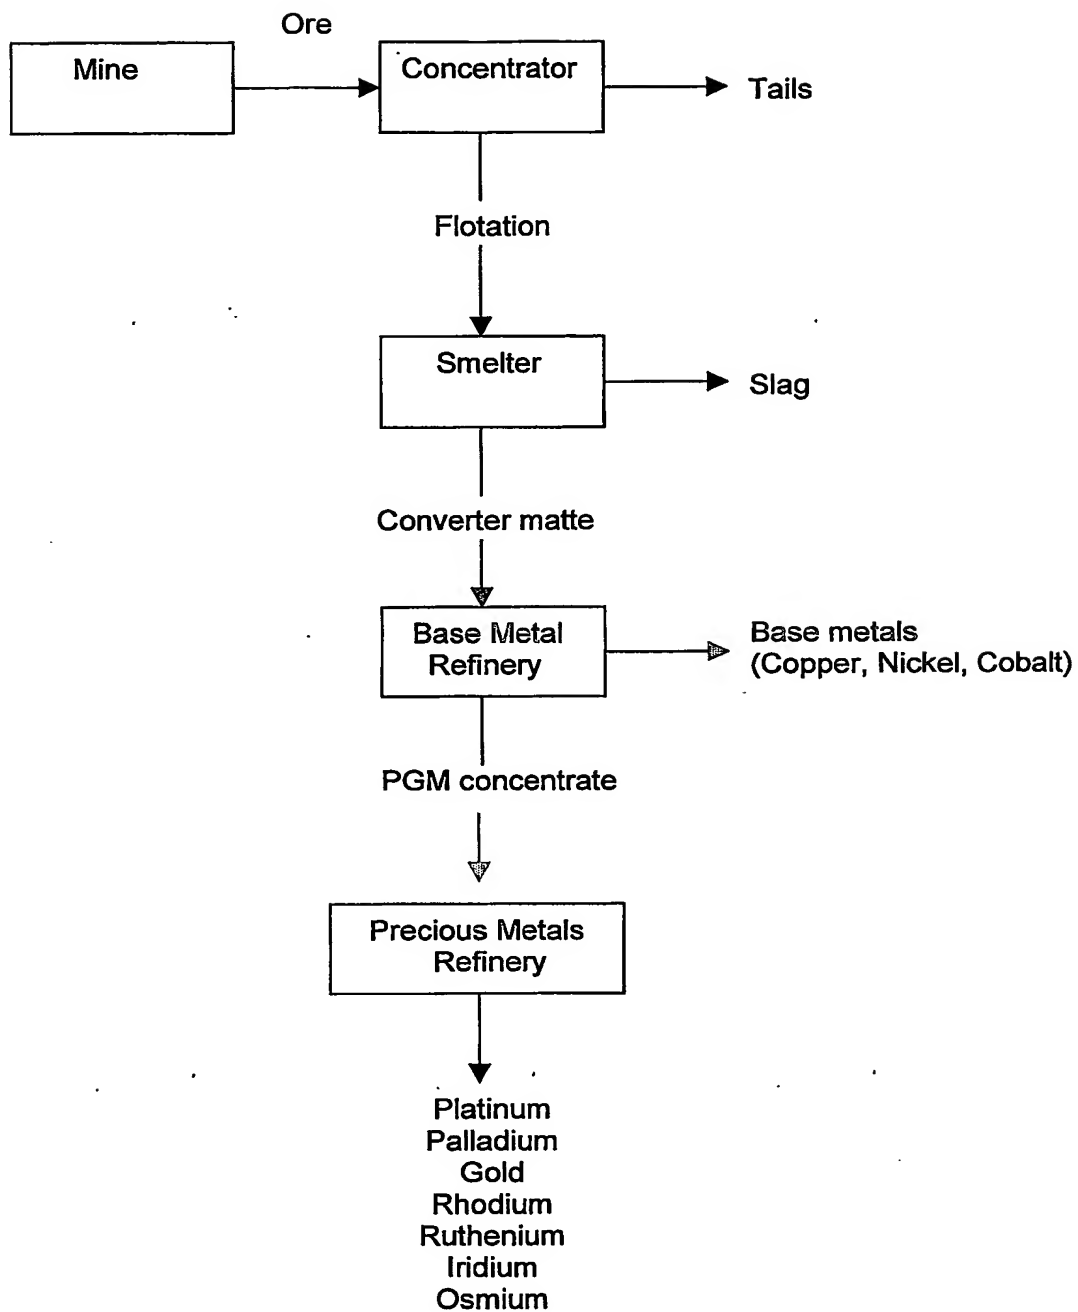 Ore
Mine
Concentrator
Tails
Flotation
Smelter
Slag
Converter matte
Base Metal
Refinery
Base metals
(Copper, Nickel, Cobalt)
PGM concentrate
Precious Metals
Refinery
Platinum
Palladium
Gold
Rhodium
Ruthenium
Iridium
Osmium